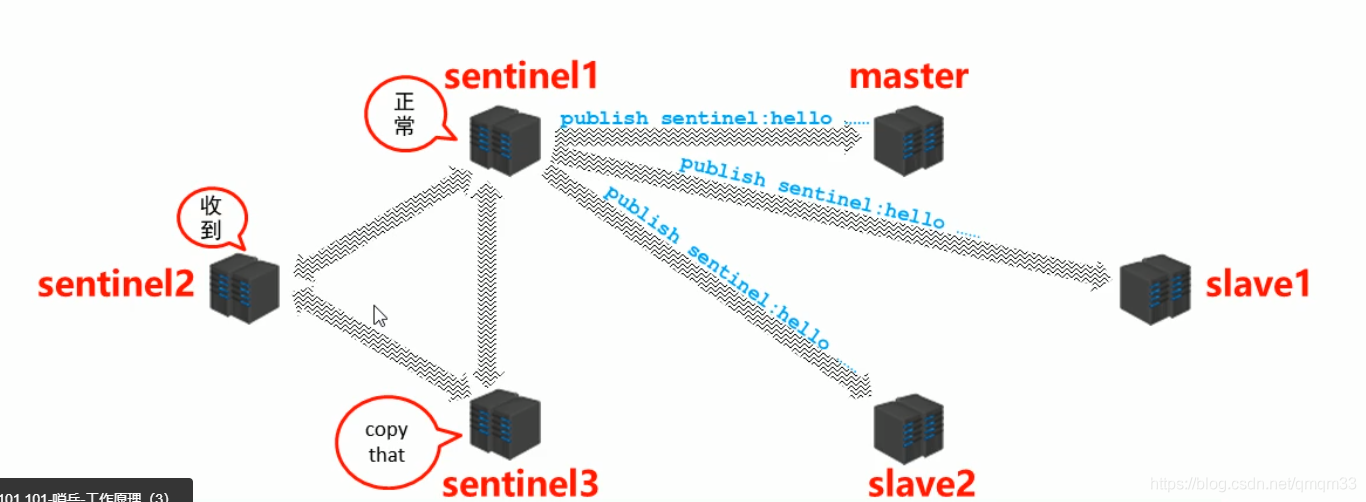 sentinel1
master
正
常
publish sentinel:hello ......
publish sentinel:hello ......
publish sentinel:hello ......
收
到
sentinel2
slave1
copy
that
sentinel3
slave2
101.101-哨兵-工作原理（3）
https://blog.csdn.net/qmqm33